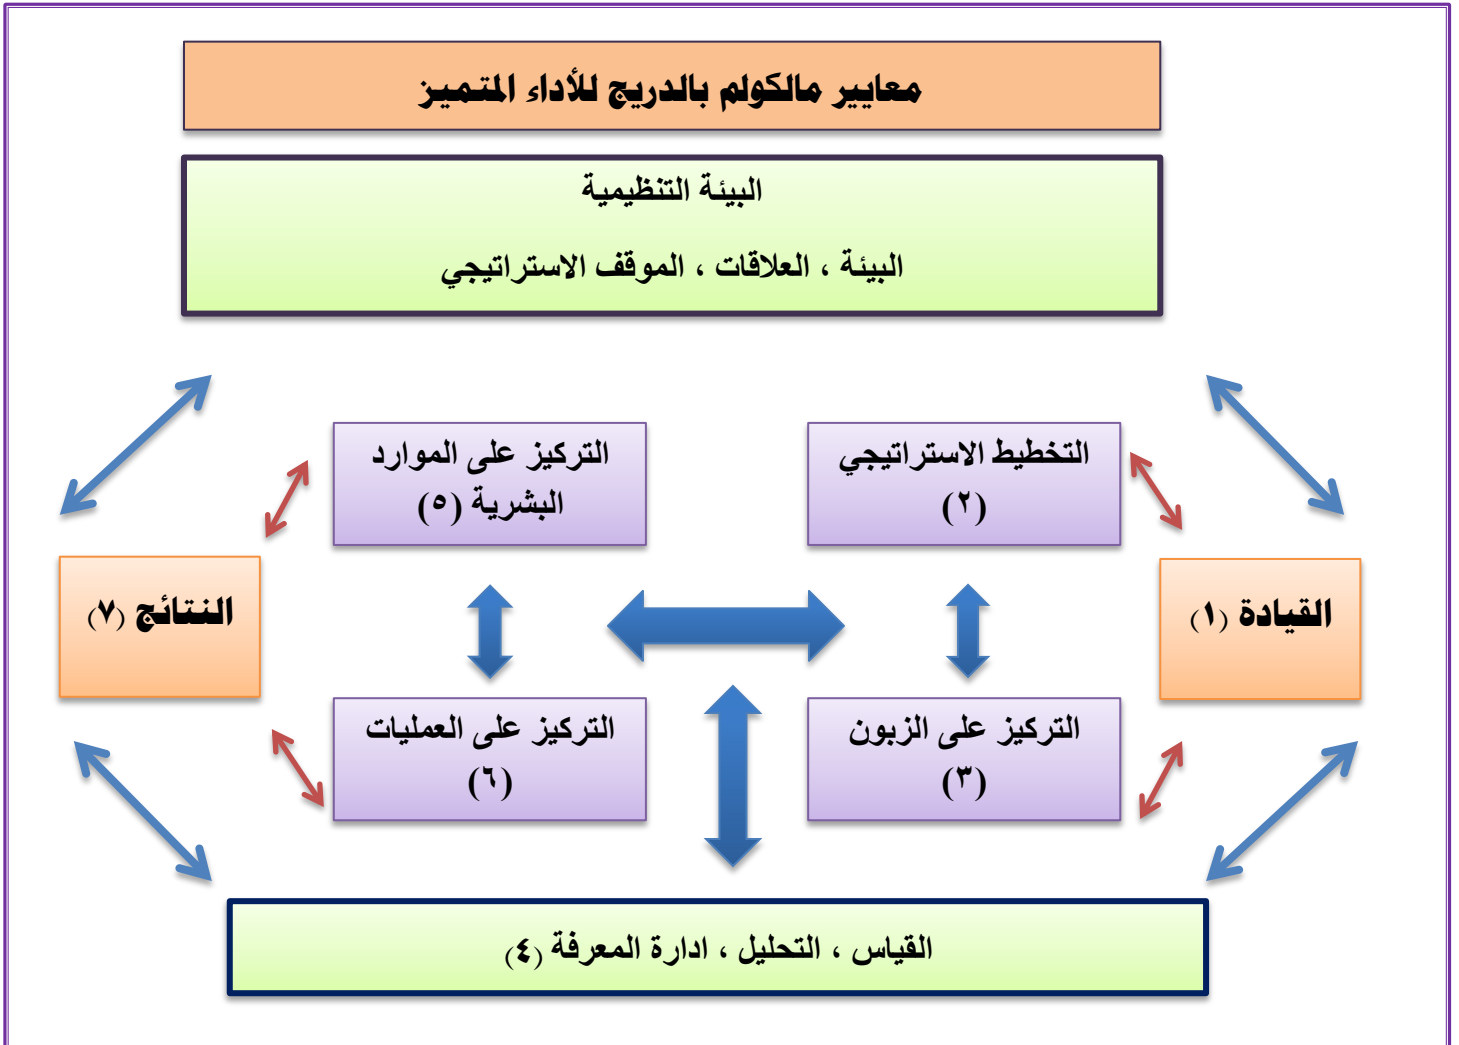 معايير مالكولم بالدريج للأداء المتميز
البيئة التنظيمية
البيئة ، العلاقات ، الموقف الاستراتيجي
التخطيط الاستراتيجي
(٢)
التركيز على الموارد
البشرية (٥)
القيادة (١)
النتائج (٧)
التركيز على الزبون
(٣)
التركيز على العمليات
(٦)
القياس ، التحليل ، ادارة المعرفة (٤)